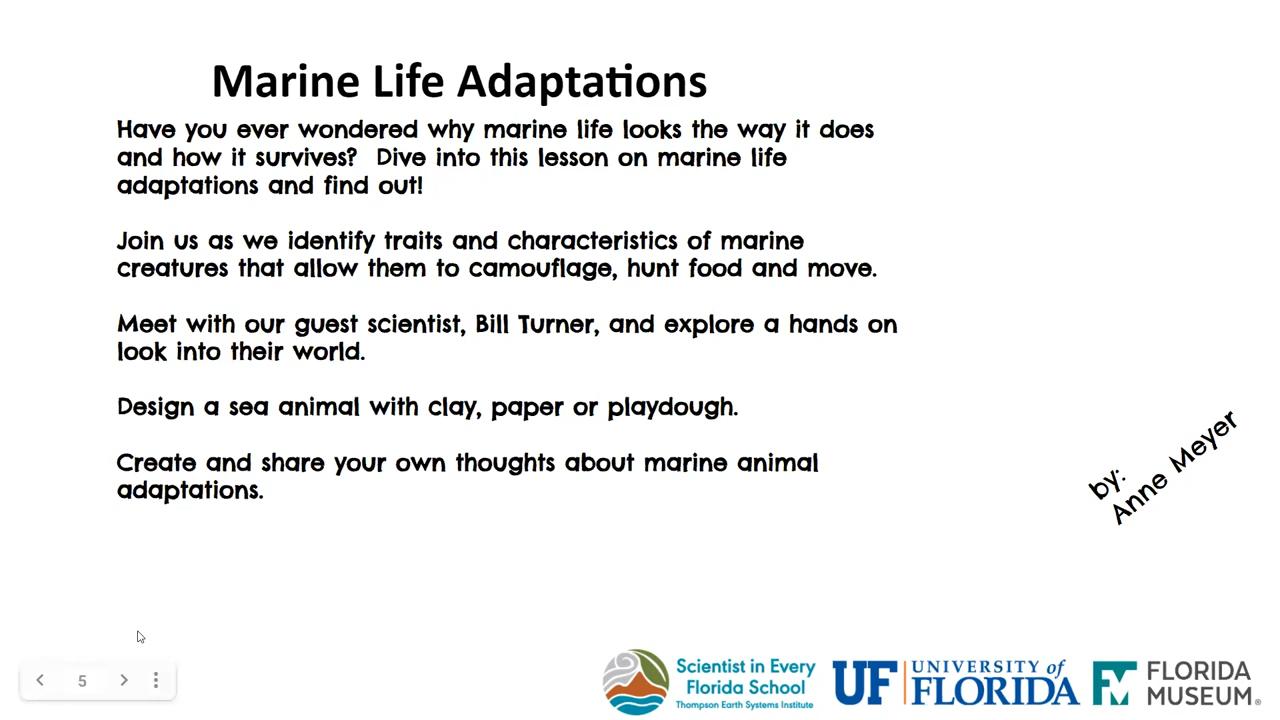 Marine Life Adaptations
Have you ever wondered why marine life looks the way it does
and how it survives?  Dive into this lesson on marine life
adaptations and find out!
Join us as we identify traits and characteristics of marine
creatures that allow them to camouflage, hunt food and move.
Meet with our guest scientist, Bill Turner, and explore a hands on
look into their world.
Design a sea animal with clay, paper or playdough.
Create and share your own thoughts about marine animal
adaptations.
by:
Anne Meyer
5
Scientist in Every
Florida School
Thompson Earth Systems Institute
UF
UNIVERSITY of
FLORIDA
FLORIDA
MUSEUM®